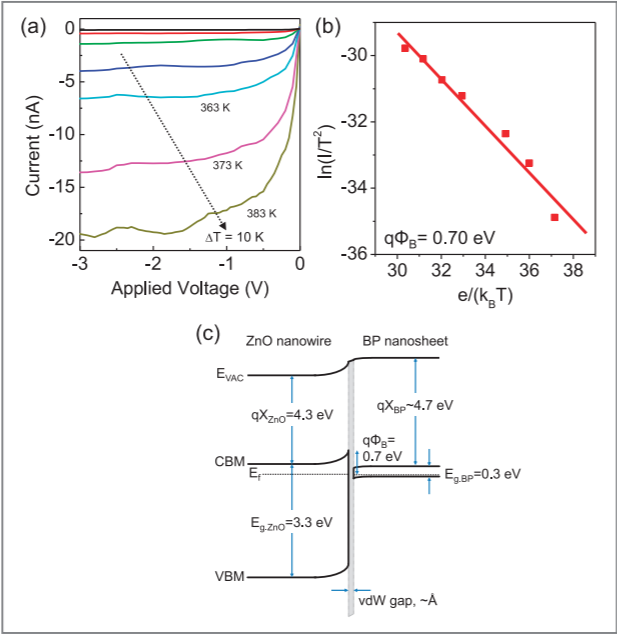 (a)
0
-5
-10
-15
-20
Current (nA)
363 K
373 K
383 K
ΔT = 10 K
-3
-2
-1
0
Applied Voltage (V)
(b)
-30
-32
-34
-36
ln(I/T²)
qΦB= 0.70 eV
30
32
34
36
38
e/(kBT)
(c)
ZnO nanowire
BP nanosheet
EVAC
qXZnO=4.3 eV
qXBP~4.7 eV
qΦB=
0.7 eV
CBM
Ef
Eg.BP=0.3 eV
Eg.ZnO=3.3 eV
VBM
vdW gap, ~Å